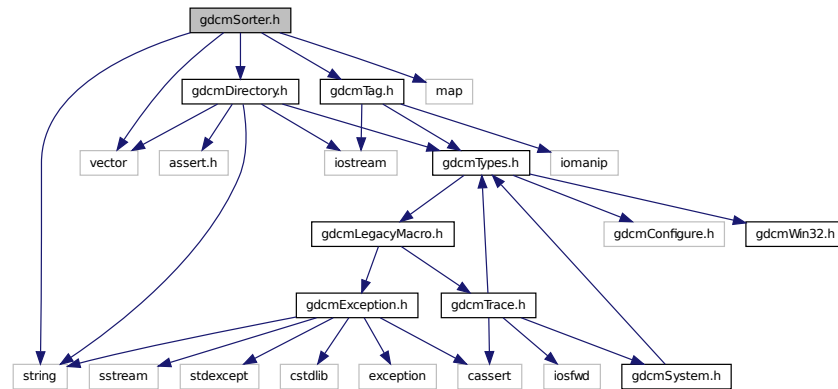 gdcmSorter.h
gdcmDirectory.h
gdcmTag.h
map
vector
assert.h
iostream
gdcmTypes.h
iomanip
gdcmLegacyMacro.h
gdcmConfigure.h
gdcmWin32.h
gdcmException.h
gdcmTrace.h
string
sstream
stdexcept
cstdlib
exception
cassert
iosfwd
gdcmSystem.h